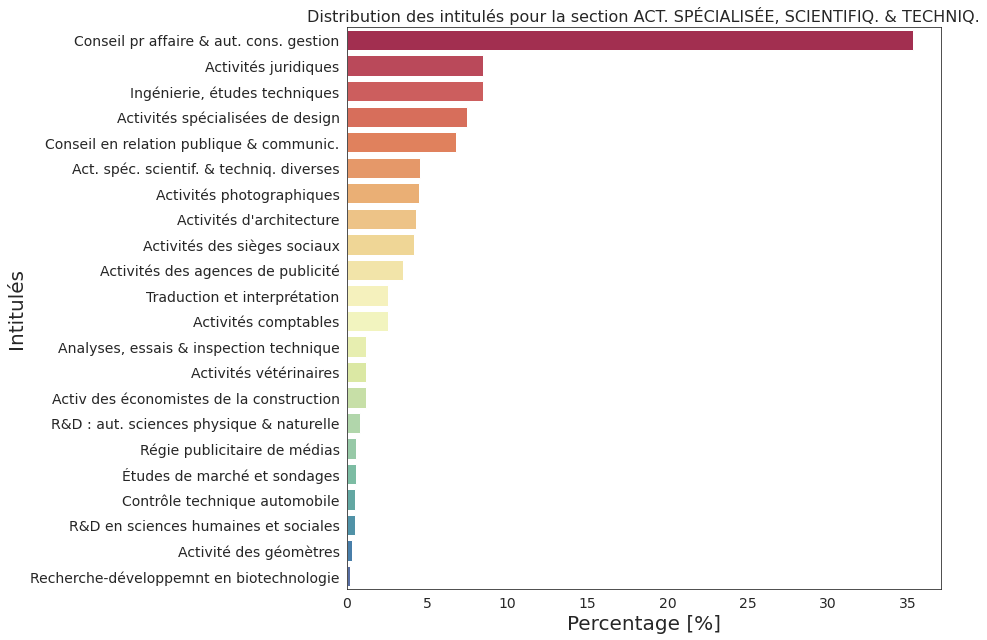 Distribution des intitulés pour la section ACT. SPÉCIALISÉE, SCIENTIFIQ. & TECHNIQ.
Intitulés
Conseil pr affaire & aut. cons. gestion
Activités juridiques
Ingénierie, études techniques
Activités spécialisées de design
Conseil en relation publique & communic.
Act. spéc. scientif. & techniq. diverses
Activités photographiques
Activités d'architecture
Activités des sièges sociaux
Activités des agences de publicité
Traduction et interprétation
Activités comptables
Analyses, essais & inspection technique
Activités vétérinaires
Activ des économistes de la construction
R&D : aut. sciences physique & naturelle
Régie publicitaire de médias
Études de marché et sondages
Contrôle technique automobile
R&D en sciences humaines et sociales
Activité des géomètres
Recherche-développemnt en biotechnologie
0 5 10 15 20 25 30 35
Percentage [%]